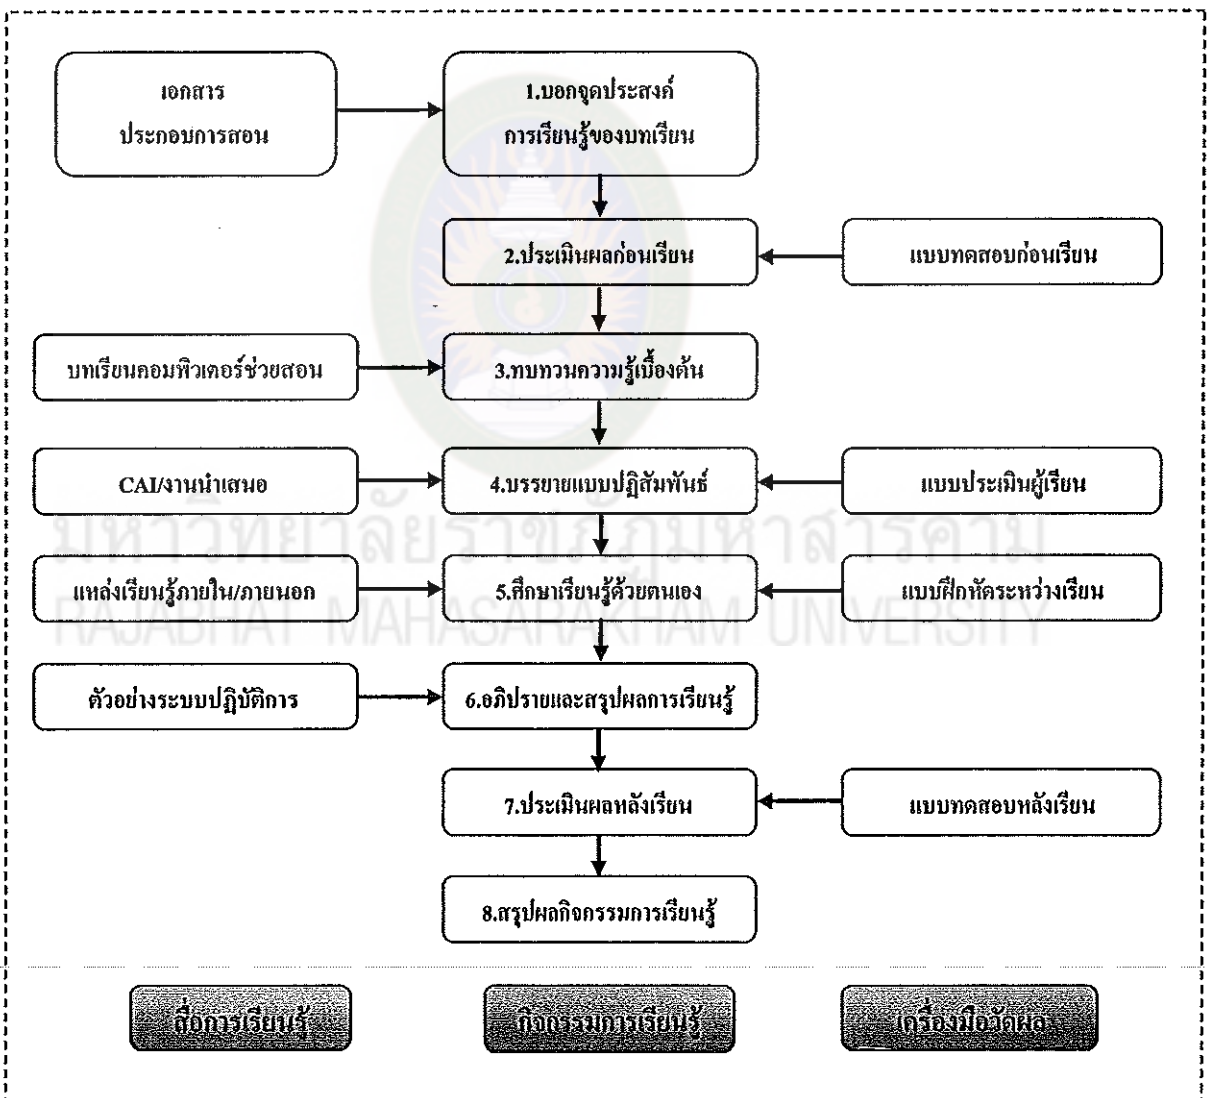 เอกสาร
ประกอบการสอน
1.บอกจุดประสงค์
การเรียนรู้ของบทเรียน
2.ประเมินผลก่อนเรียน
แบบทดสอบก่อนเรียน
บทเรียนคอมพิวเตอร์ช่วยสอน
3.ทบทวนความรู้เบื้องต้น
CAI/งานนำเสนอ
4.บรรยายแบบปฏิสัมพันธ์
แบบประเมินผู้เรียน
มหาวิทยาลัยราชภัฏมหาสารคาม
แหล่งเรียนรู้ภายใน/ภายนอก
5.ศึกษาเรียนรู้ด้วยตนเอง
แบบฝึกหัดระหว่างเรียน
RAJABHAT MAHASARAKHAM UNIVERSITY
ตัวอย่างระบบปฏิบัติการ
6.อภิปรายและสรุปผลการเรียนรู้
7.ประเมินผลหลังเรียน
แบบทดสอบหลังเรียน
8.สรุปผลกิจกรรมการเรียนรู้
สื่อการเรียนรู้
กิจกรรมการเรียนรู้
เครื่องมือวัดผล